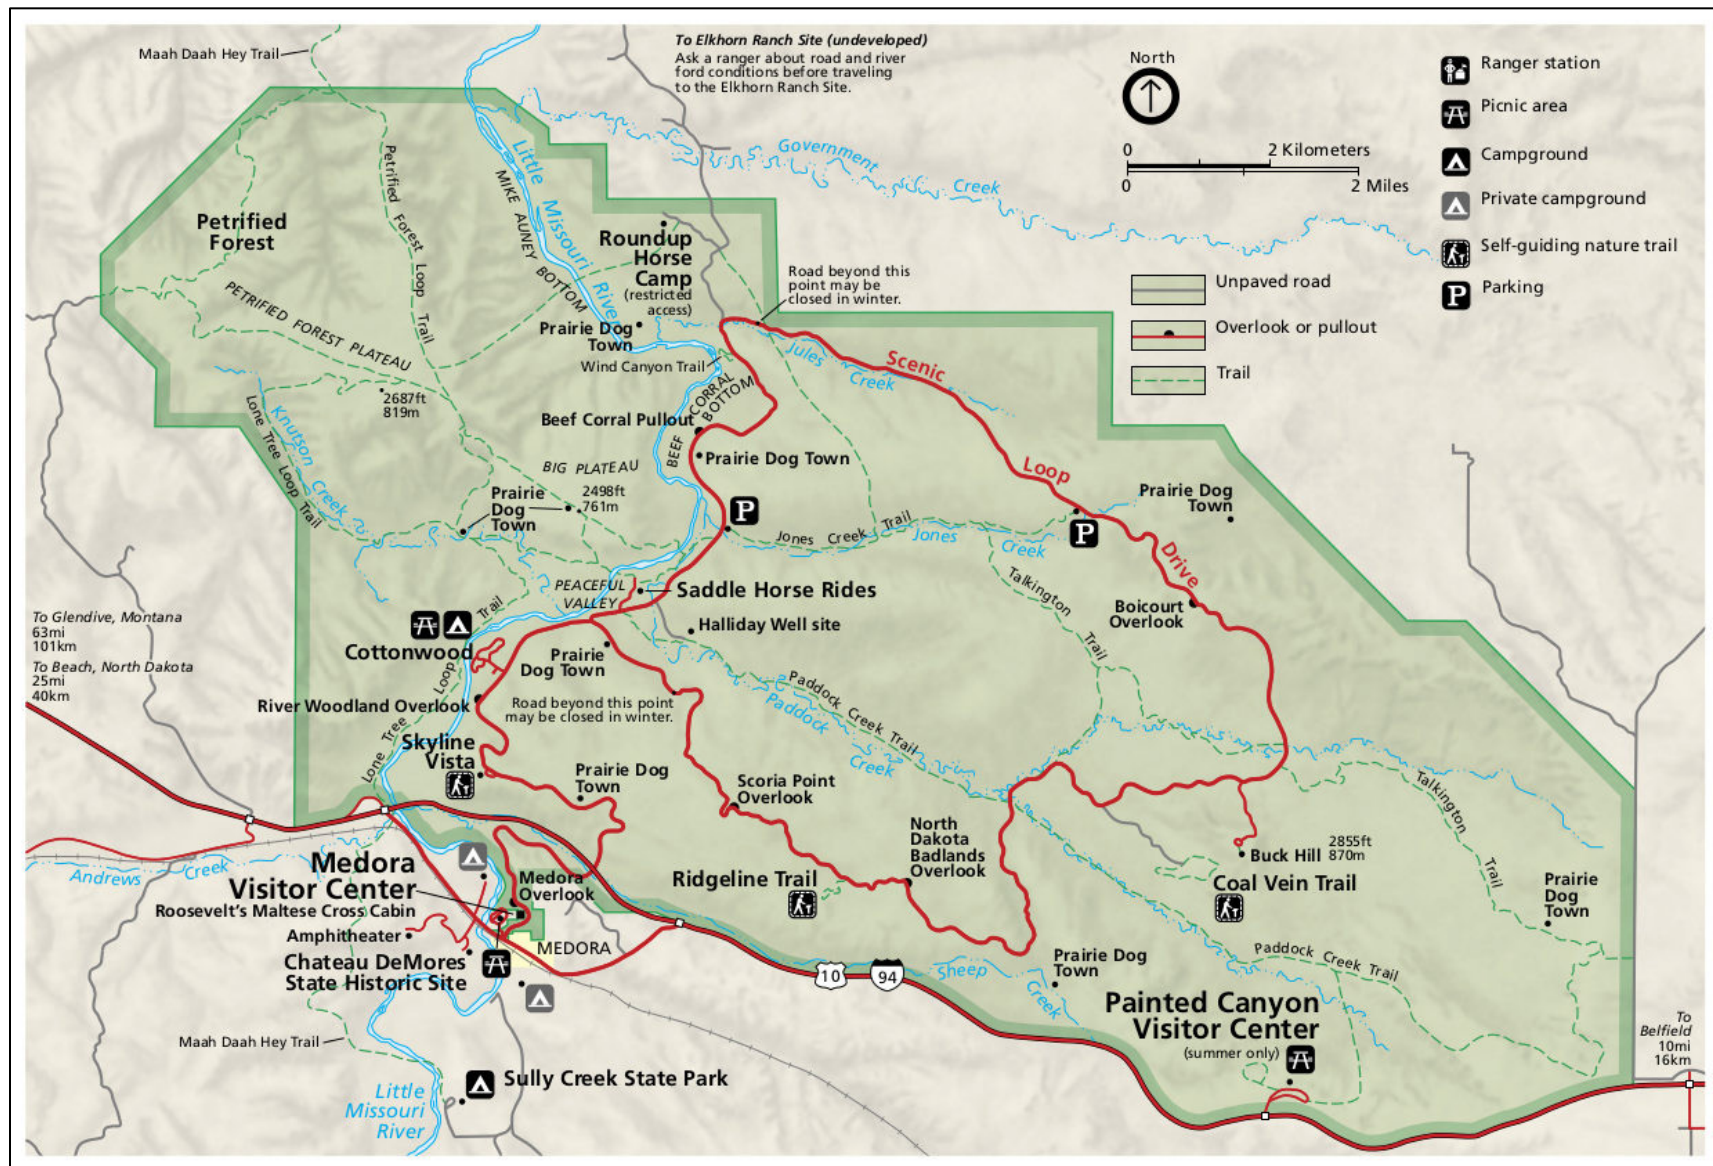 Maah Daah Hey Trail
To Elkhorn Ranch Site (undeveloped)
Ask a ranger about road and river
ford conditions before traveling
to the Elkhorn Ranch Site.
North
0
2 Kilometers
0
2 Miles
Ranger station
Picnic area
Campground
Private campground
Self-guiding nature trail
P
Parking
Unpaved road
Overlook or pullout
Trail
Government
Creek
Little Missouri River
MIKE AUNEY BOTTOM
Petrified Forest Loop Trail
Petrified
Forest
PETRIFIED FOREST PLATEAU
2687ft
819m
Roundup
Horse
Camp
(restricted
access)
Prairie Dog
Town
Wind Canyon Trail
Road beyond this
point may be
closed in winter.
Jules
Creek
Scenic
Loop
Drive
BEEF CORRAL BOTTOM
Beef Corral Pullout
Prairie Dog Town
Knutson Creek
Lone Tree Loop Trail
BIG PLATEAU
2498ft
761m
Prairie
Dog
Town
P
Jones Creek Trail
Jones
Creek
P
Prairie Dog
Town
PEACEFUL
VALLEY
Saddle Horse Rides
Halliday Well site
Talkington
Trail
Boicourt
Overlook
To Glendive, Montana
63mi
101km
To Beach, North Dakota
25mi
40km
Cottonwood
Lone Tree Loop Trail
Prairie
Dog Town
River Woodland Overlook
Road beyond this point
may be closed in winter.
Paddock Creek Trail
Paddock
Creek
Skyline
Vista
Prairie Dog
Town
Scoria Point
Overlook
North
Dakota
Badlands
Overlook
Talkington
Trail
Buck Hill
2855ft
870m
Coal Vein Trail
Prairie
Dog
Town
Andrews
Creek
Medora
Visitor Center
Medora
Overlook
Roosevelt's Maltese Cross Cabin
Amphitheater
Chateau DeMores
State Historic Site
MEDORA
Ridgeline Trail
10
94
Sheep
Creek
Prairie Dog
Town
Paddock Creek Trail
Painted Canyon
Visitor Center
(summer only)
To
Belfield
10mi
16km
Maah Daah Hey Trail
Sully Creek State Park
Little
Missouri
River